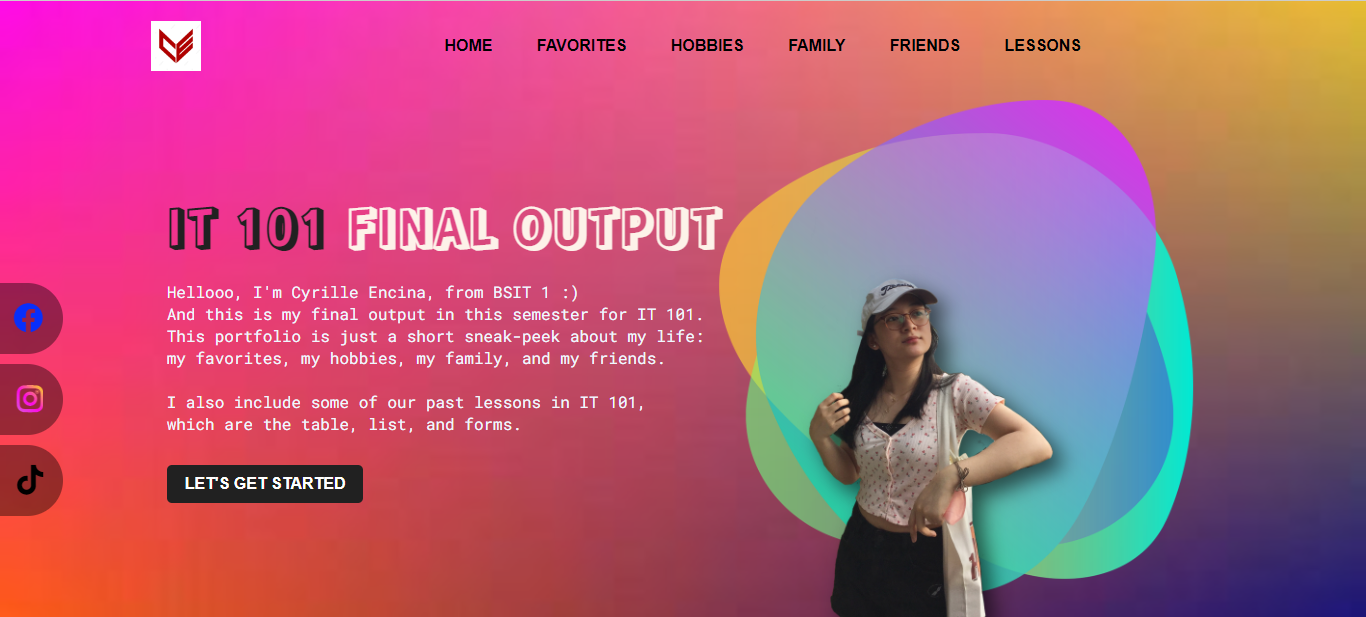 HOME FAVORITES HOBBIES FAMILY FRIENDS LESSONS
IT 101 FINAL OUTPUT
Hellooo, I'm Cyrille Encina, from BSIT 1 :)
And this is my final output in this semester for IT 101.
This portfolio is just a short sneak-peek about my life:
my favorites, my hobbies, my family, and my friends.
I also include some of our past lessons in IT 101,
which are the table, list, and forms.
LET'S GET STARTED